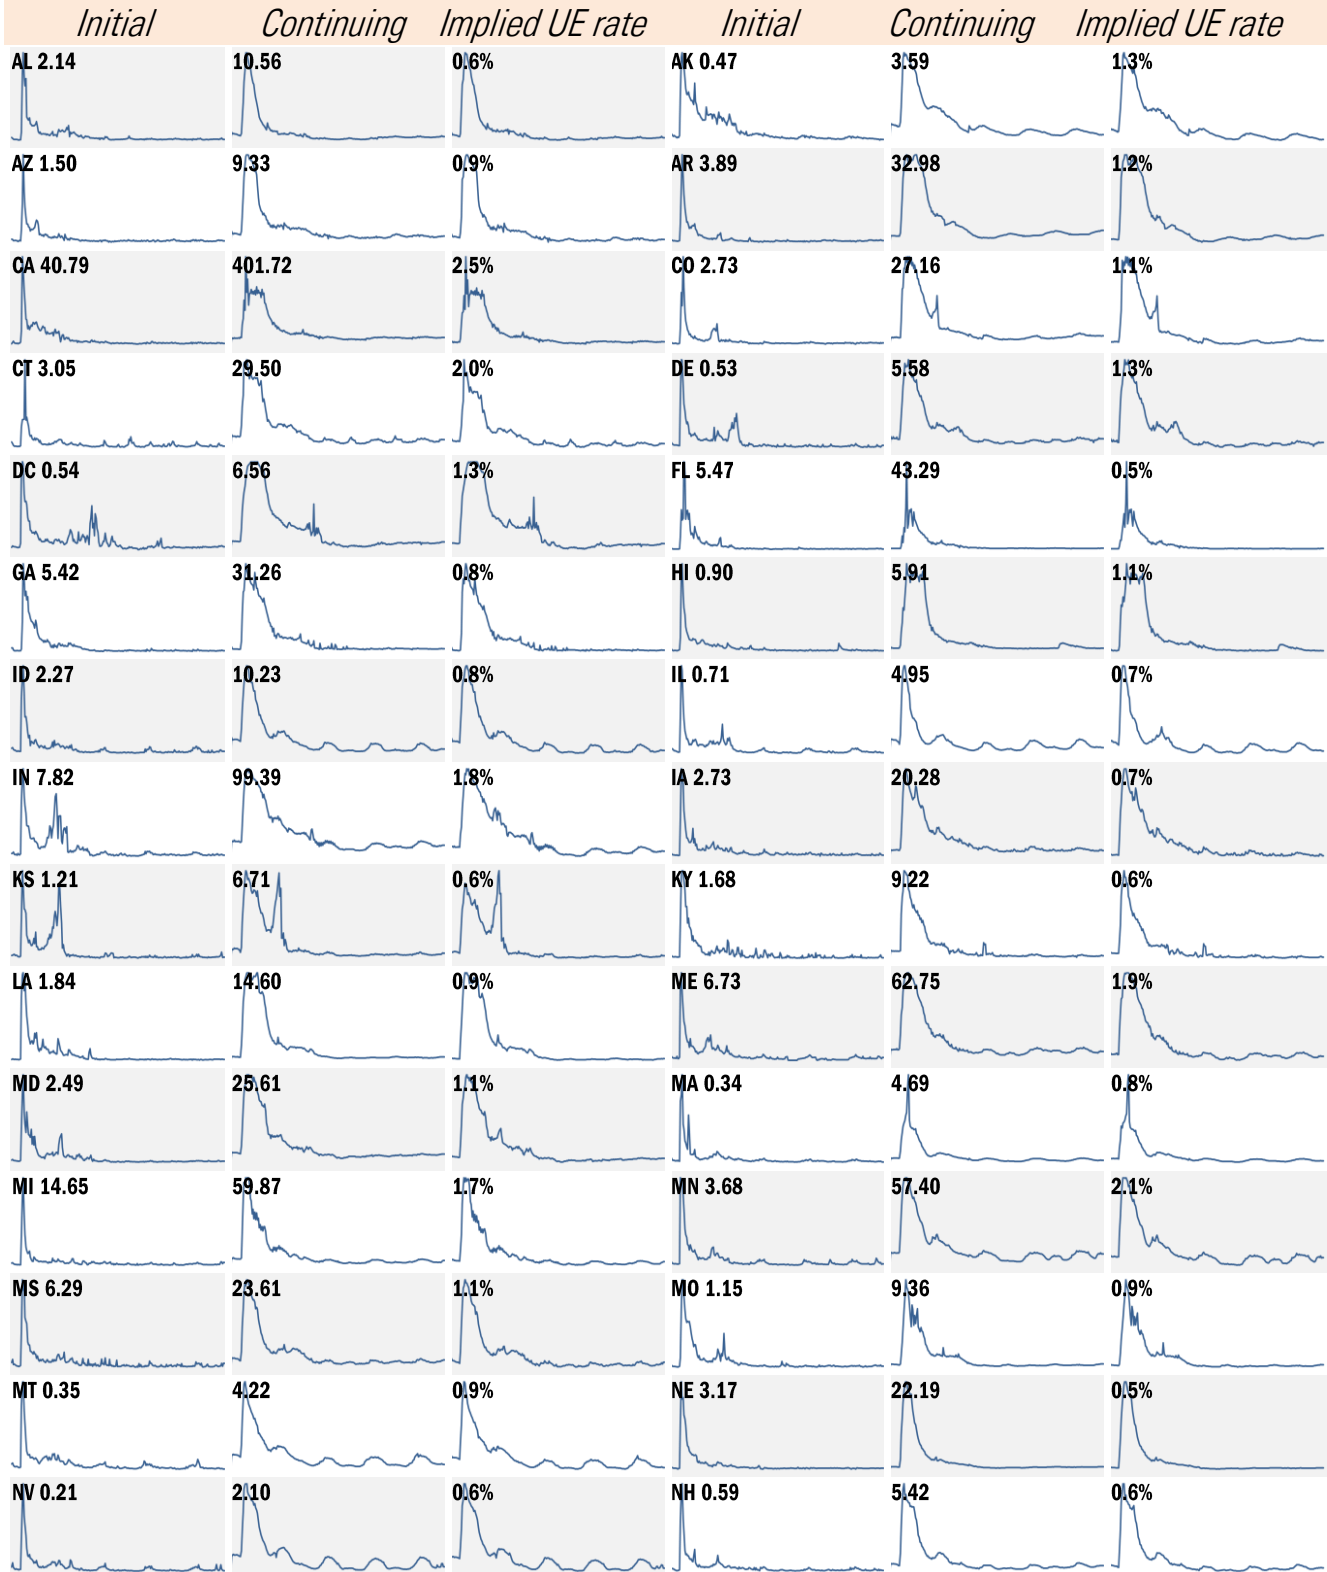 Initial Continuing Implied UE rate Initial Continuing Implied UE rate
AL 2.14 10.56 0.6% AK 0.47 3.59 1.3%
AZ 1.50 9.33 0.9% AR 3.89 32.98 1.2%
CA 40.79 401.72 2.5% CO 2.73 27.16 1.1%
CT 3.05 29.50 2.0% DE 0.53 5.58 1.3%
DC 0.54 6.56 1.3% FL 5.47 43.29 0.5%
GA 5.42 31.26 0.8% HI 0.90 5.91 1.1%
ID 2.27 10.23 0.8% IL 0.71 4.95 0.7%
IN 7.82 99.39 1.8% IA 2.73 20.28 0.7%
KS 1.21 6.71 0.6% KY 1.68 9.22 0.6%
LA 1.84 14.60 0.9% ME 6.73 62.75 1.9%
MD 2.49 25.61 1.1% MA 0.34 4.69 0.8%
MI 14.65 59.87 1.7% MN 3.68 57.40 2.1%
MS 6.29 23.61 1.1% MO 1.15 9.36 0.9%
MT 0.35 4.22 0.9% NE 3.17 22.19 0.5%
NV 0.21 2.10 0.6% NH 0.59 5.42 0.6%